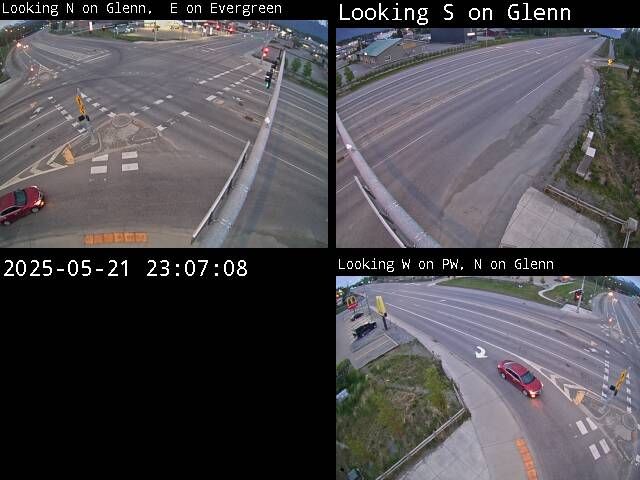 Looking N on Glenn, E on Evergreen
Looking S on Glenn
2025-05-21 23:07:08
Looking W on PW, N on Glenn